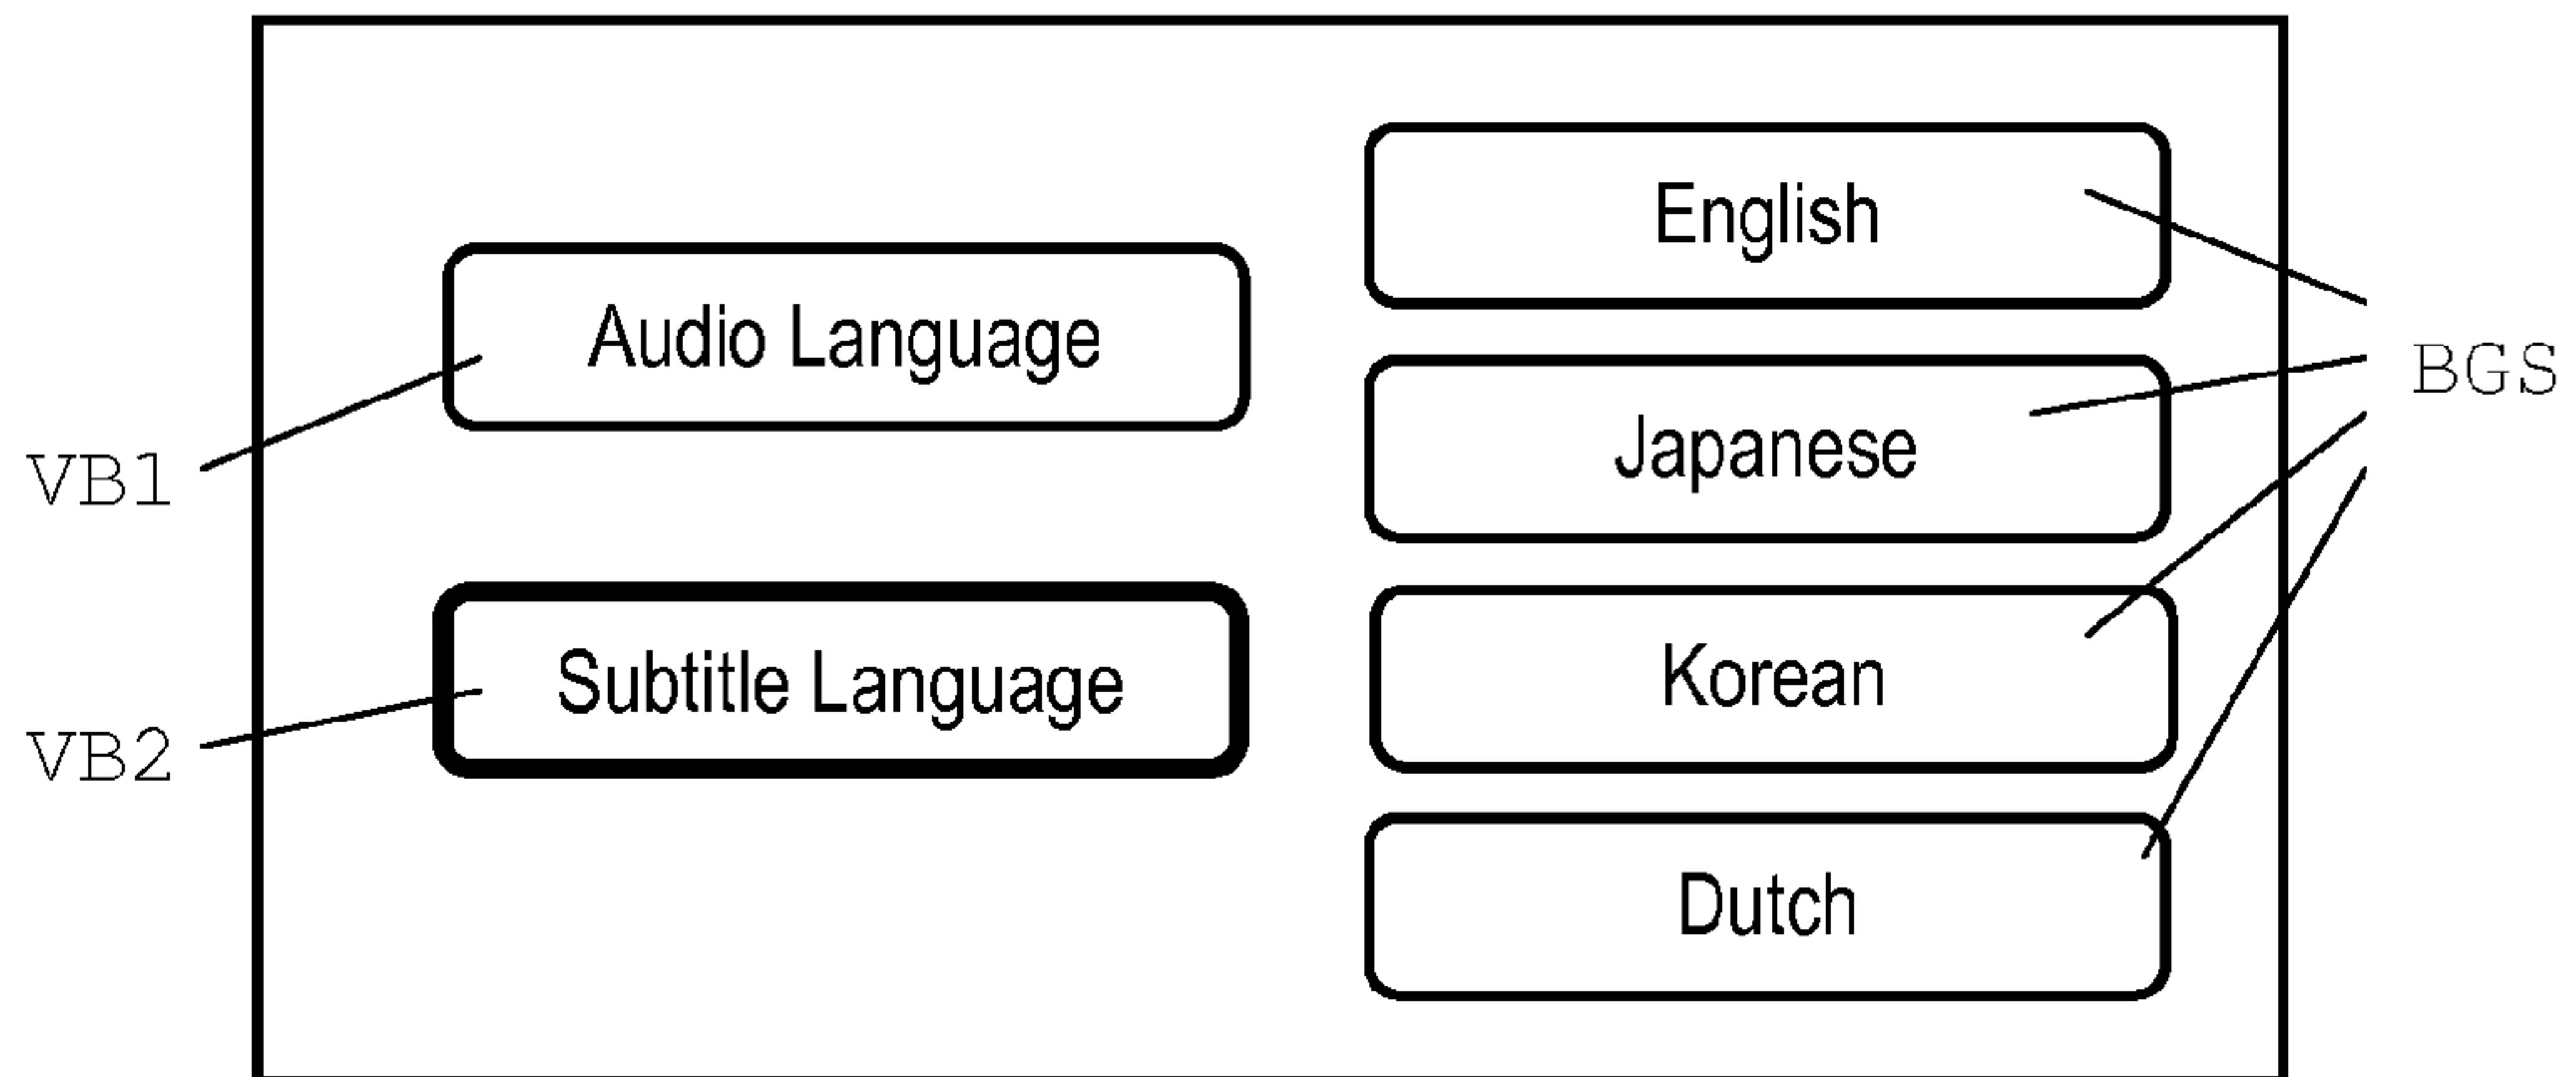 English
Audio Language
BGS
Japanese
VB1
Subtitle Language
Korean
VB2
Dutch